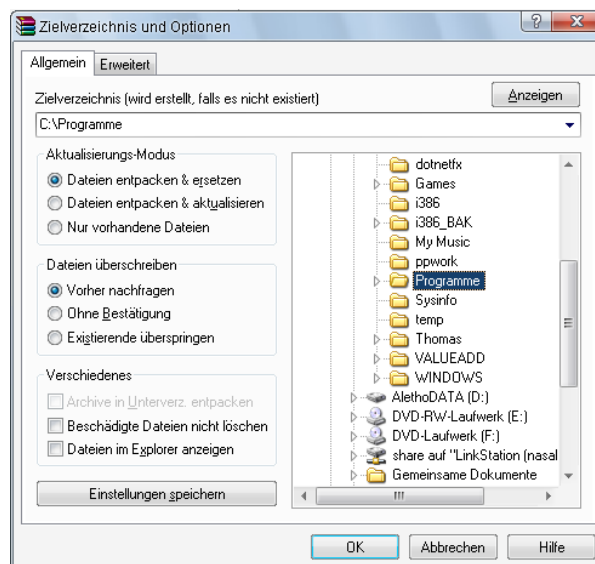 Zielverzeichnis und Optionen
Allgemein
Erweitert
Zielverzeichnis (wird erstellt, falls es nicht existiert)
Anzeigen
C:\Programme
Aktualisierungs-Modus
Dateien entpacken & ersetzen
Dateien entpacken & aktualisieren
Nur vorhandene Dateien
Dateien überschreiben
Vorher nachfragen
Ohne Bestätigung
Existierende überspringen
Verschiedenes
Archive in Unterverz. entpacken
Beschädigte Dateien nicht löschen
Dateien im Explorer anzeigen
Einstellungen speichern
dotnetfx
Games
i386
i386_BAK
My Music
ppwork
Programme
Sysinfo
temp
Thomas
VALUEADD
WINDOWS
AlethoDATA (D:)
DVD-RW-Laufwerk (E:)
DVD-Laufwerk (F:)
share auf "LinkStation (nasal
Gemeinsame Dokumente
OK
Abbrechen
Hilfe